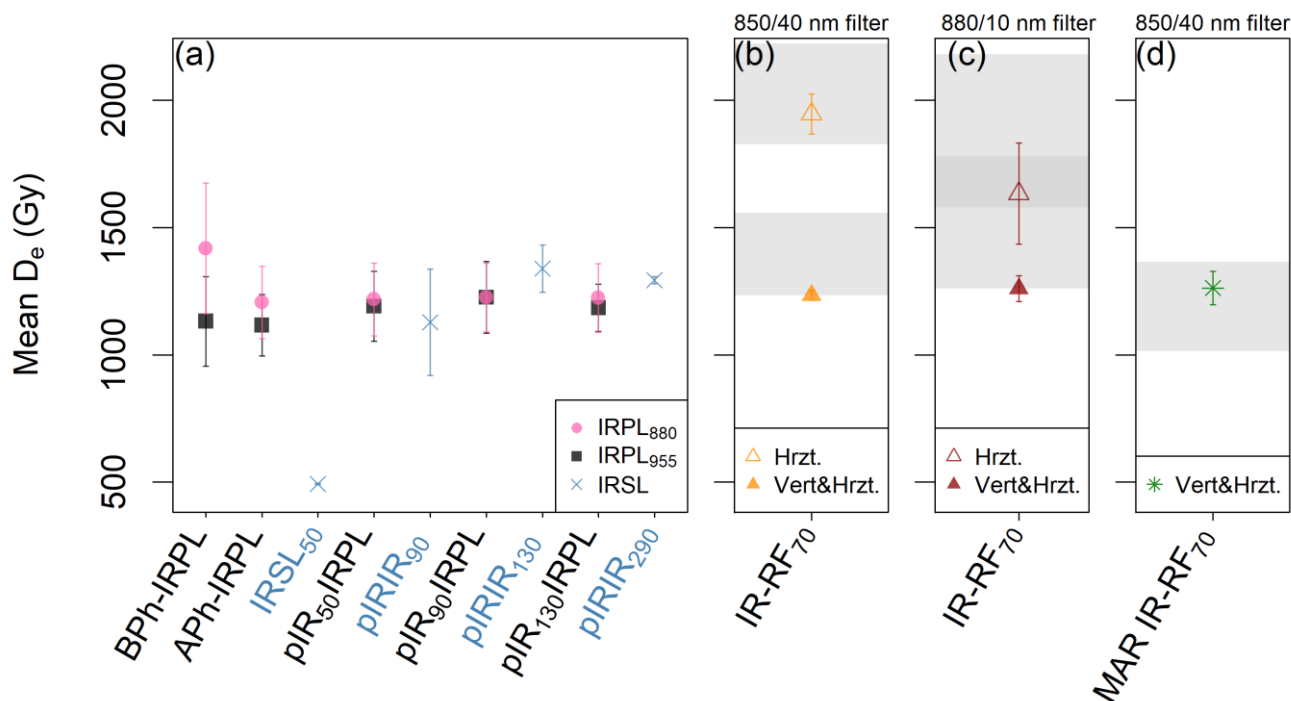 850/40 nm filter
880/10 nm filter
850/40 nm filter
(a)
(b)
(c)
(d)
Mean De (Gy)
2000
1500
1000
500
IRPL880
IRPL955
IRSL
Hrzt.
Vert&Hrzt.
Hrzt.
Vert&Hrzt.
Vert&Hrzt.
BPh-IRPL
APh-IRPL
IRSL50
pIR50IRPL
pIRIR90
pIR90IRPL
pIRIR130
pIR130IRPL
pIRIR290
IR-RF70
IR-RF70
MAR IR-RF70